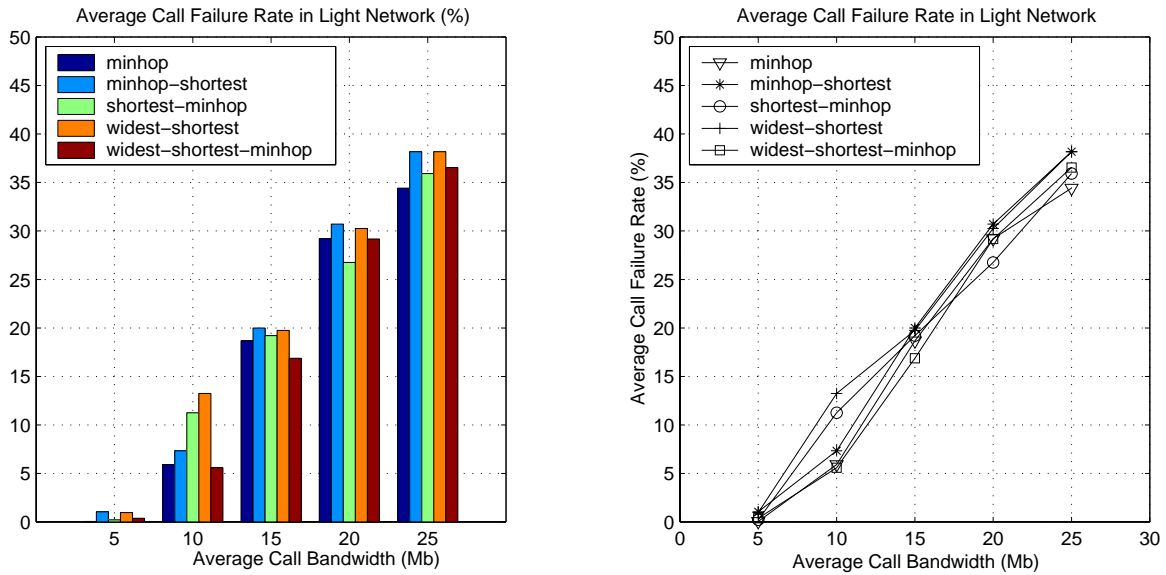 Average Call Failure Rate in Light Network (%)
50
45
40
35
30
25
20
15
10
5
0
minhop
minhop−shortest
shortest−minhop
widest−shortest
widest−shortest−minhop
5 10 15 20 25
Average Call Bandwidth (Mb)
Average Call Failure Rate in Light Network
Average Call Failure Rate (%)
50
45
40
35
30
25
20
15
10
5
0
minhop
minhop−shortest
shortest−minhop
widest−shortest
widest−shortest−minhop
0 5 10 15 20 25 30
Average Call Bandwidth (Mb)